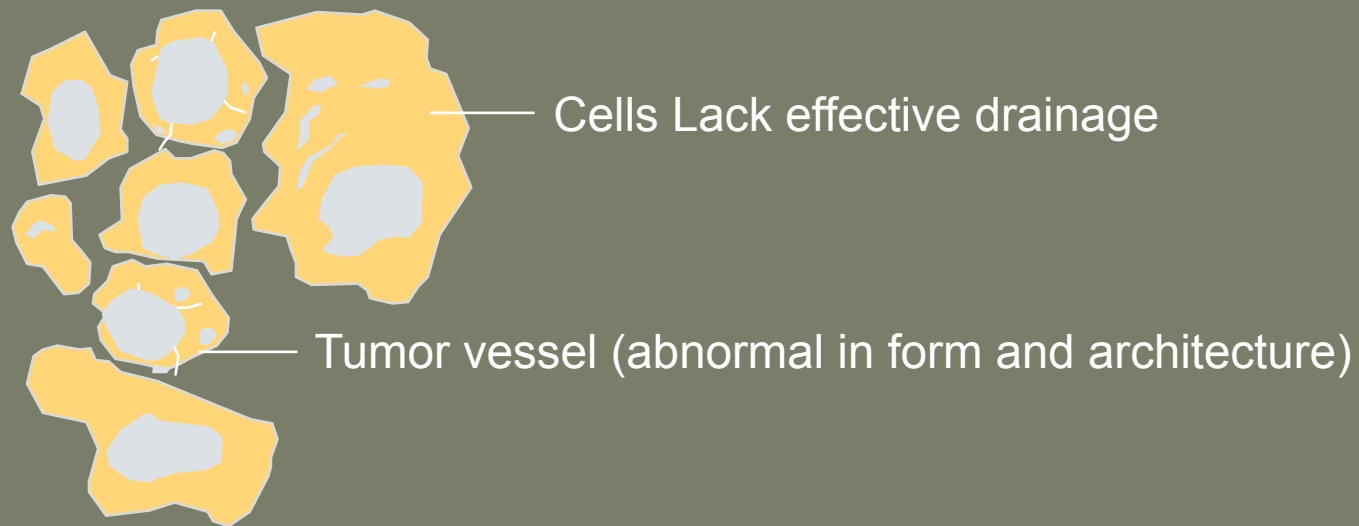 Cells Lack effective drainage
Tumor vessel (abnormal in form and architecture)